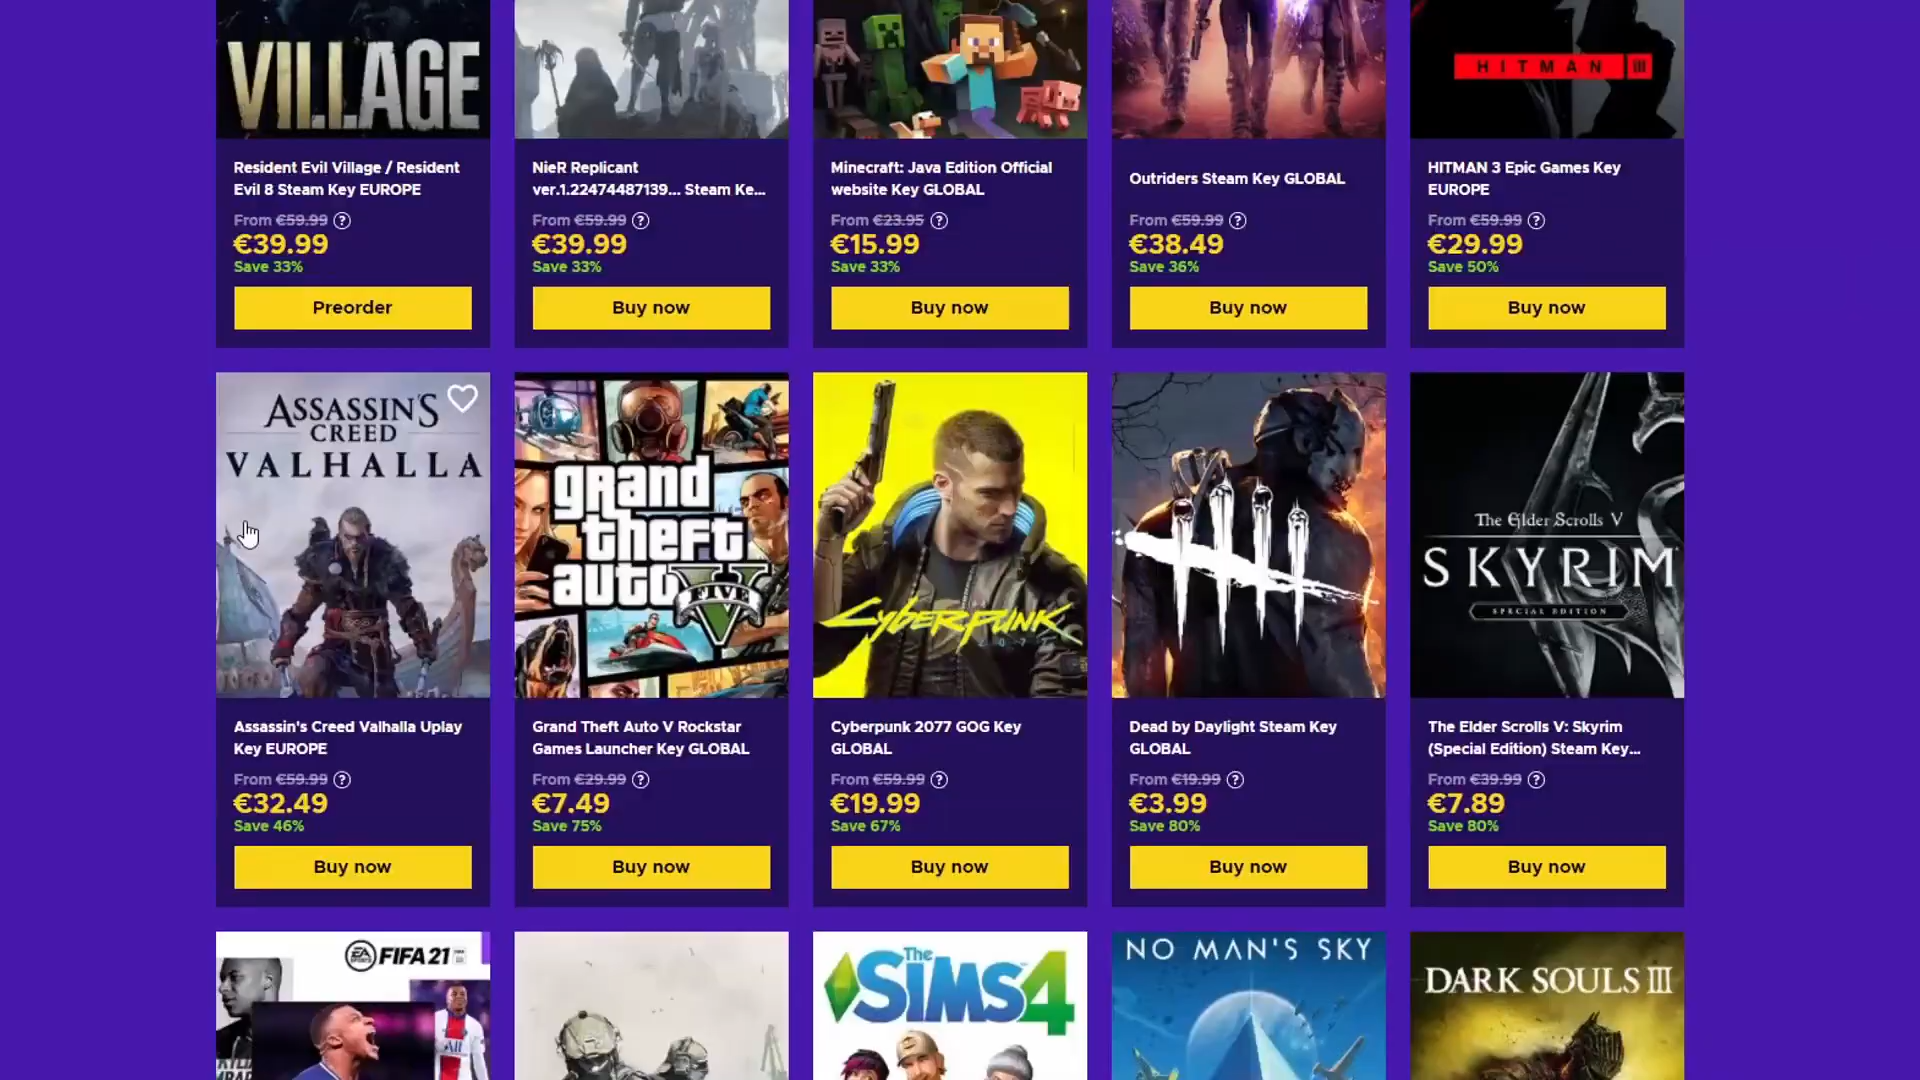 VILLAGE
HITMAN III
Resident Evil Village / Resident
Evil 8 Steam Key EUROPE
From €59.99 ?
€39.99
Save 33%
Preorder
NieR Replicant
ver.1.22474487139... Steam Ke...
From €59.99 ?
€39.99
Save 33%
Buy now
Minecraft: Java Edition Official
website Key GLOBAL
From €23.95 ?
€15.99
Save 33%
Buy now
Outriders Steam Key GLOBAL
From €59.99 ?
€38.49
Save 36%
Buy now
HITMAN 3 Epic Games Key
EUROPE
From €59.99 ?
€29.99
Save 50%
Buy now
ASSASSIN'S
CREED
VALHALLA
grand
theft
auto V
FIVE
Cyberpunk
2077
The Elder Scrolls V
SKYRIM
SPECIAL EDITION
Assassin's Creed Valhalla Uplay
Key EUROPE
From €59.99 ?
€32.49
Save 46%
Buy now
Grand Theft Auto V Rockstar
Games Launcher Key GLOBAL
From €29.99 ?
€7.49
Save 75%
Buy now
Cyberpunk 2077 GOG Key
GLOBAL
From €59.99 ?
€19.99
Save 67%
Buy now
Dead by Daylight Steam Key
GLOBAL
From €19.99 ?
€3.99
Save 80%
Buy now
The Elder Scrolls V: Skyrim
(Special Edition) Steam Key...
From €39.99 ?
€7.89
Save 80%
Buy now
EA SPORTS FIFA 21
The
SIMS 4
NO MAN'S SKY
DARK SOULS III